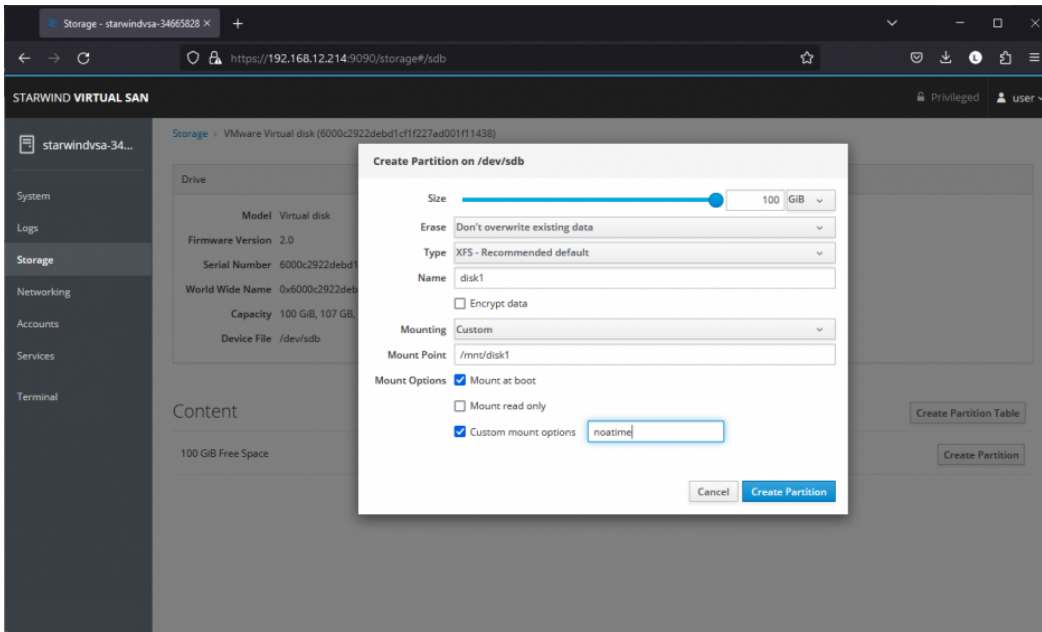 Storage - starwindvsa-34665828
https://192.168.12.214:9090/storage#/sdb
STARWIND VIRTUAL SAN
Privileged
user
starwindvsa-34...
Storage > VMware Virtual disk (6000c2922debd1cf1f227ad001f11438)
System
Logs
Storage
Networking
Accounts
Services
Terminal
Drive
Model Virtual disk
Firmware Version 2.0
Serial Number 6000c2922debd1
World Wide Name 0x6000c2922deb
Capacity 100 GiB, 107 GB,
Device File /dev/sdb
Content
Create Partition Table
100 GiB Free Space
Create Partition
Create Partition on /dev/sdb
Size 100 GiB
Erase Don't overwrite existing data
Type XFS - Recommended default
Name disk1
Encrypt data
Mounting Custom
Mount Point /mnt/disk1
Mount Options Mount at boot
Mount read only
Custom mount options noatime
Cancel Create Partition